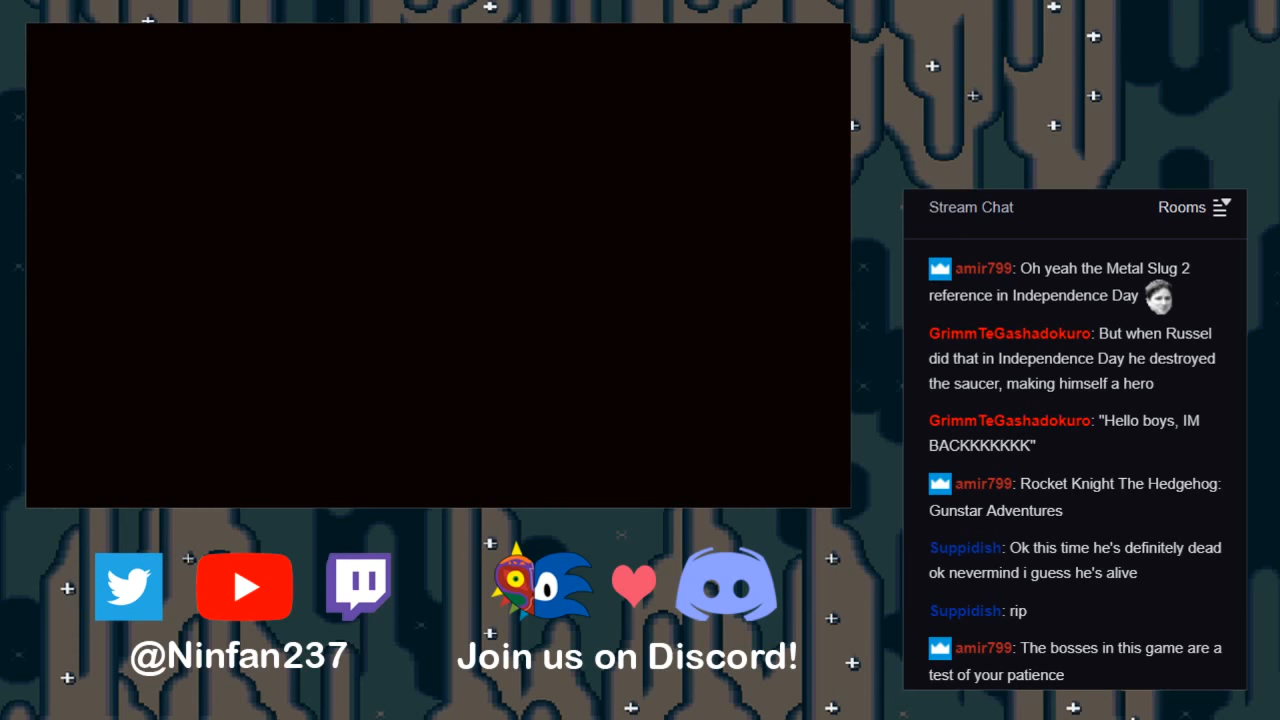 Stream Chat
Rooms
amir799: Oh yeah the Metal Slug 2
reference in Independence Day
GrimmTeGashadokuro: But when Russel
did that in Independence Day he destroyed
the saucer, making himself a hero
GrimmTeGashadokuro: "Hello boys, IM
BACKKKKKKK"
amir799: Rocket Knight The Hedgehog:
Gunstar Adventures
Suppidish: Ok this time he's definitely dead
ok nevermind i guess he's alive
Suppidish: rip
amir799: The bosses in this game are a
test of your patience
@Ninfan237
Join us on Discord!